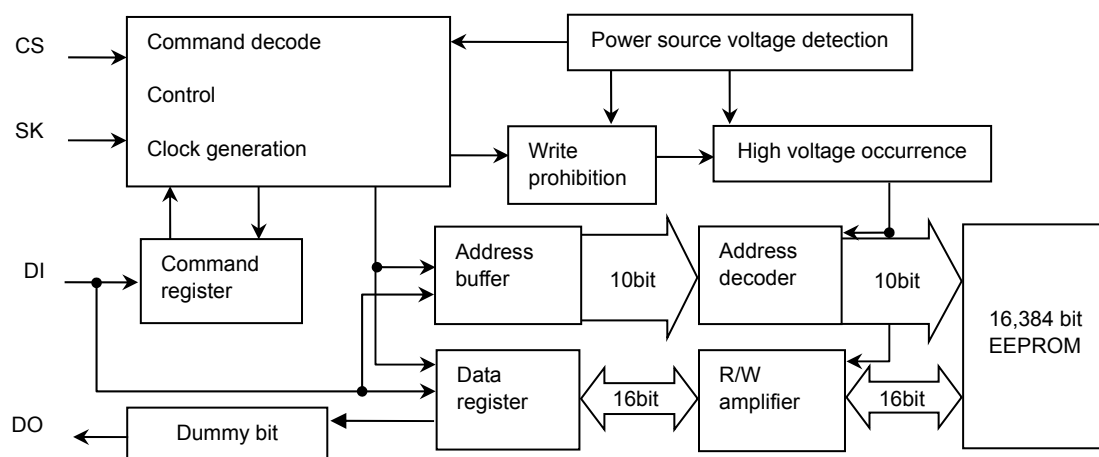 CS
Command decode
Control
Clock generation
Power source voltage detection
SK
Write
prohibition
High voltage occurrence
DI
Command
register
Address
buffer
10bit
Address
decoder
10bit
16,384 bit
EEPROM
Data
register
16bit
R/W
amplifier
16bit
DO
Dummy bit